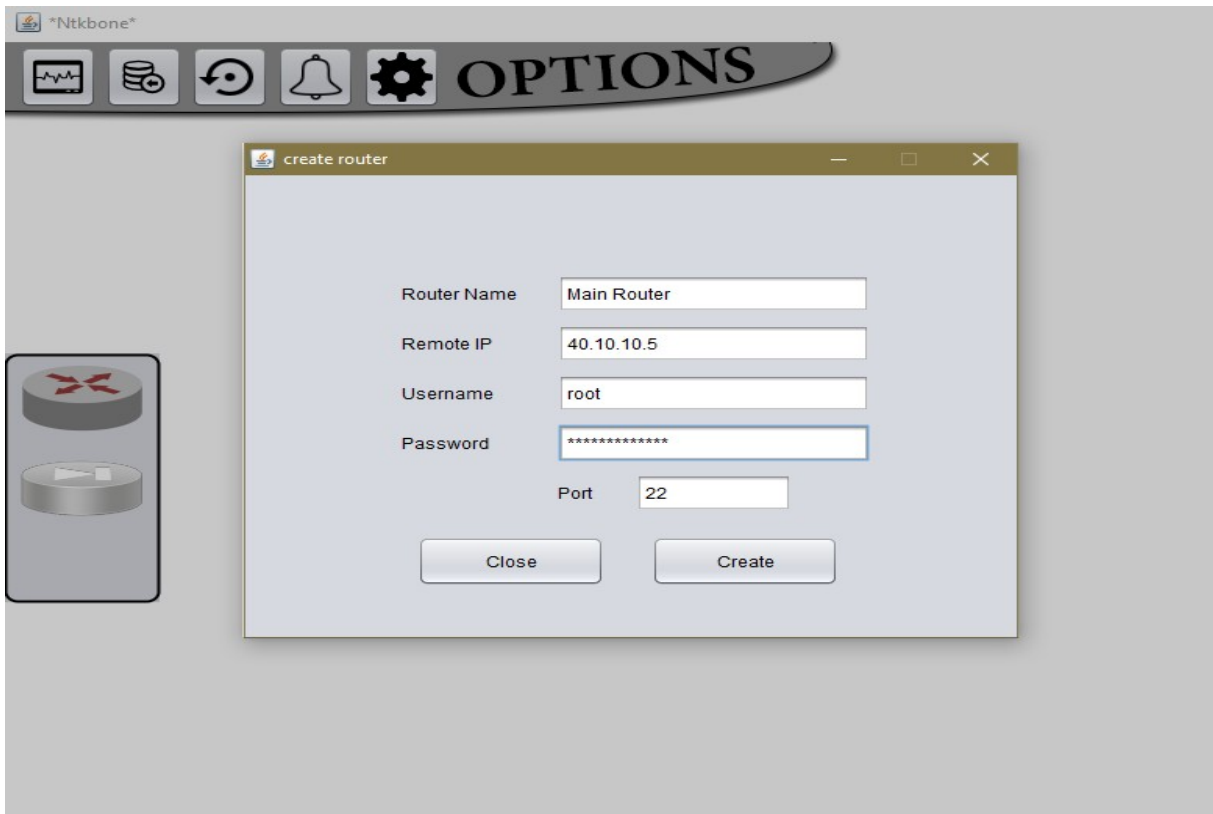 *Ntkbone*
OPTIONS
create router
Router Name Main Router
Remote IP 40.10.10.5
Username root
Password *************
Port 22
Close Create